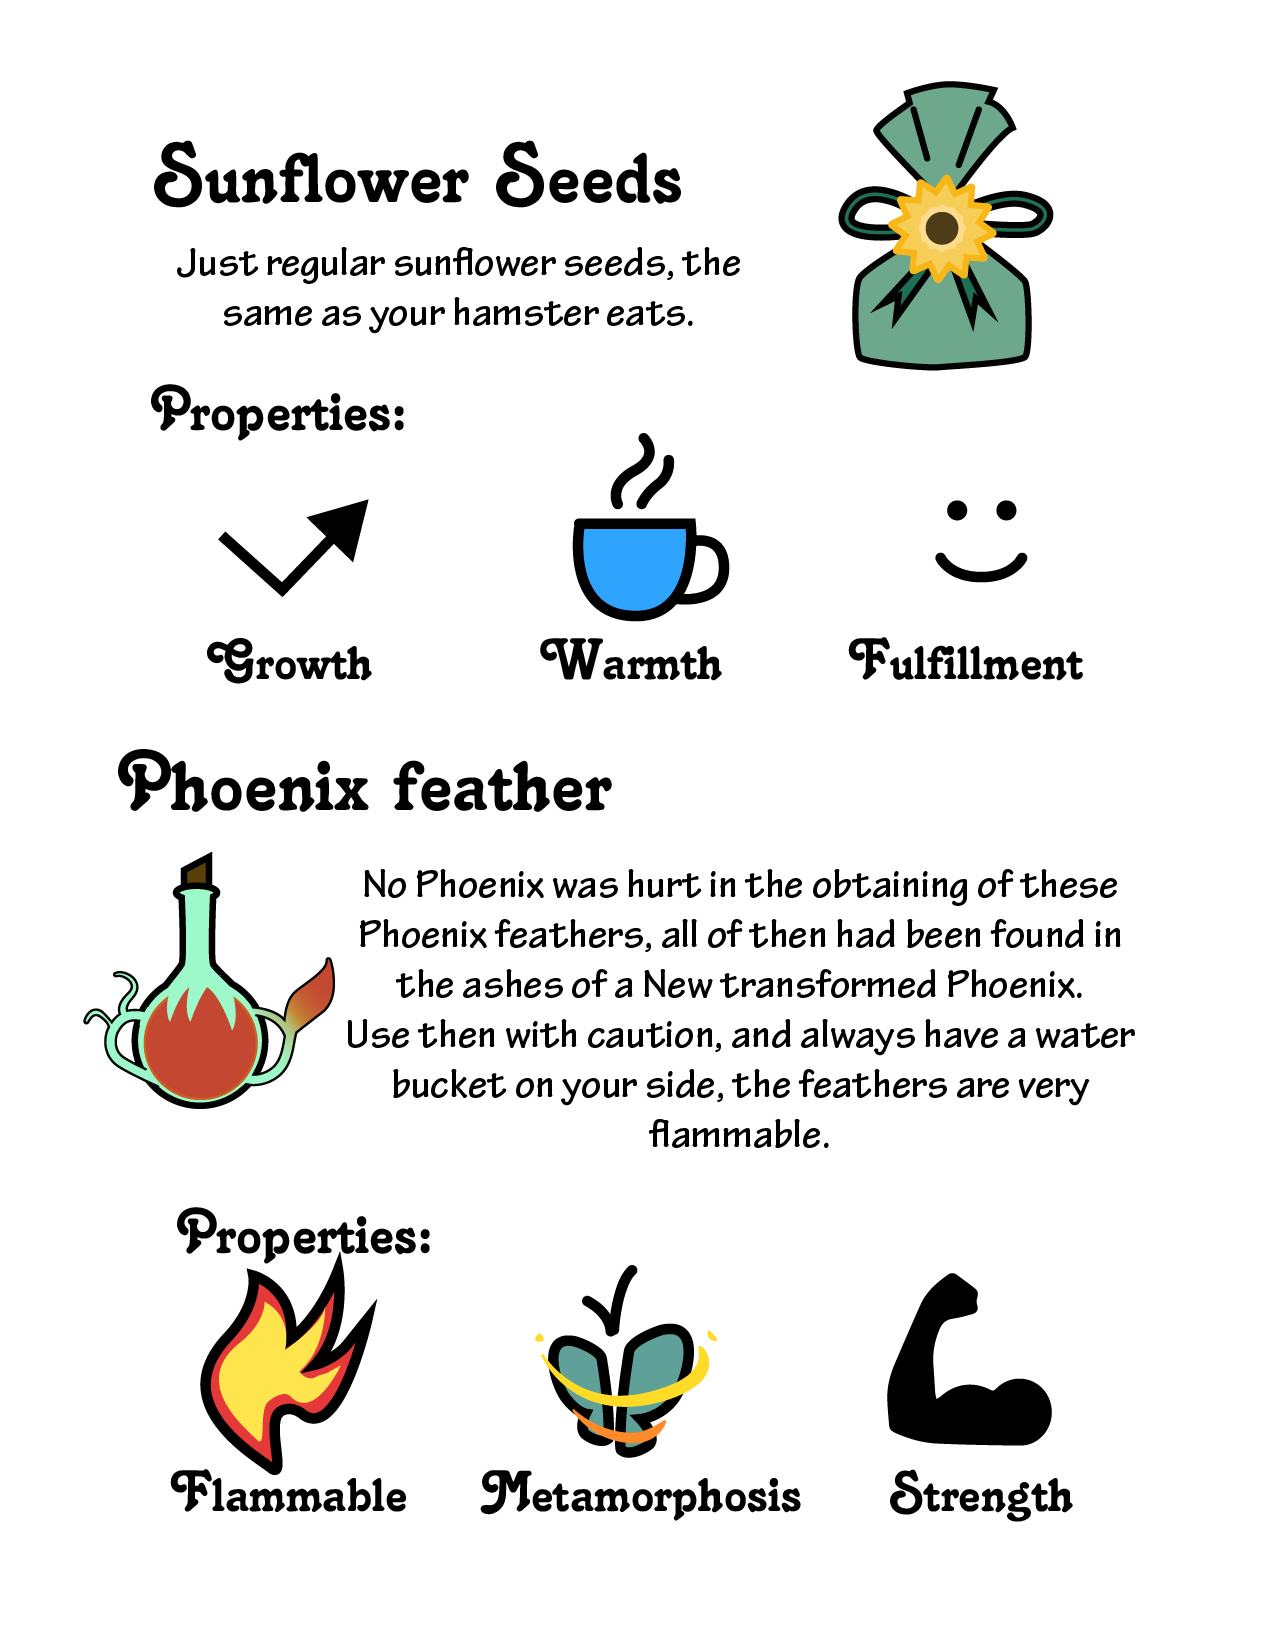 Sunflower Seeds
Just regular sunflower seeds, the
same as your hamster eats.
Properties:
Growth Warmth Fulfillment
Phoenix feather
No Phoenix was hurt in the obtaining of these
Phoenix feathers, all of then had been found in
the ashes of a New transformed Phoenix.
Use then with caution, and always have a water
bucket on your side, the feathers are very
flammable.
Properties:
Flammable Metamorphosis Strength